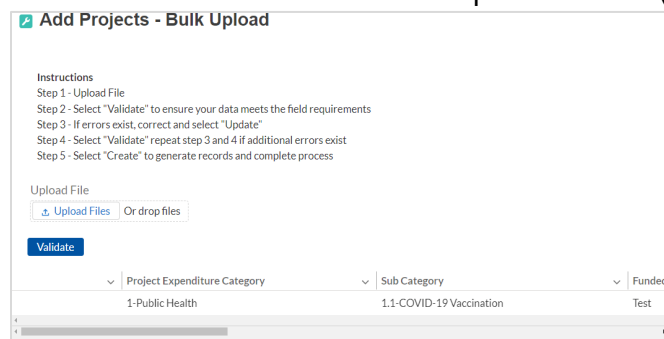 Add Projects - Bulk Upload
Instructions
Step 1 - Upload File
Step 2 - Select "Validate" to ensure your data meets the field requirements
Step 3 - If errors exist, correct and select "Update"
Step 4 - Select "Validate" repeat step 3 and 4 if additional errors exist
Step 5 - Select "Create" to generate records and complete process
Upload File
Upload Files Or drop files
Validate
Project Expenditure Category Sub Category Funded
1-Public Health 1.1-COVID-19 Vaccination Test